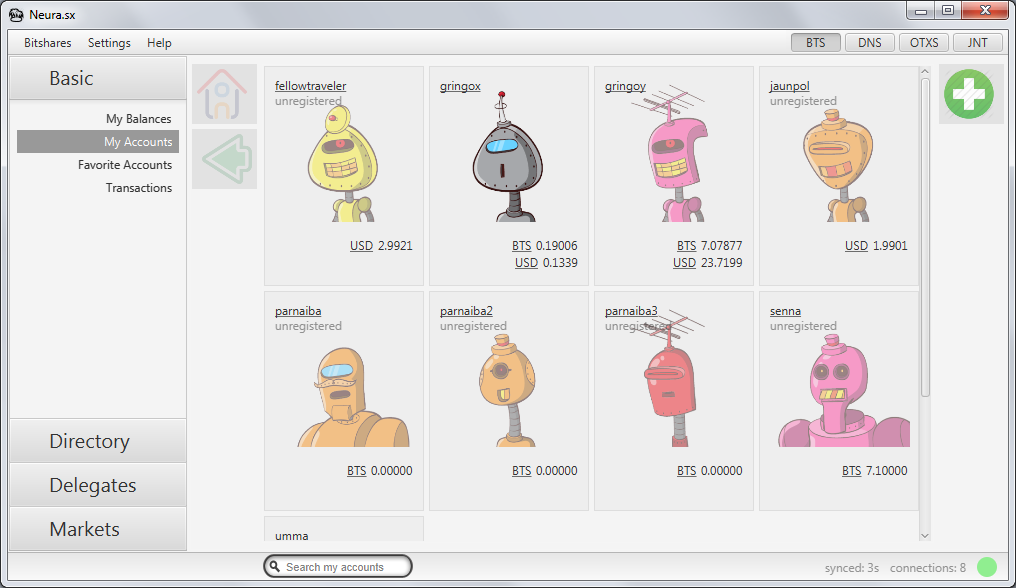 Neura.sx
Bitshares Settings Help
BTS DNS OTXS JNT
Basic
My Balances
My Accounts
Favorite Accounts
Transactions
Directory
Delegates
Markets
fellowtraveler
unregistered
USD 2.9921
gringox
BTS 0.19006
USD 0.1339
gringoy
BTS 7.07877
USD 23.7199
jaunpol
unregistered
USD 1.9901
parnaiba
unregistered
BTS 0.00000
parnaiba2
unregistered
BTS 0.00000
parnaiba3
unregistered
BTS 0.00000
senna
unregistered
BTS 7.10000
umma
Search my accounts
synced: 3s connections: 8